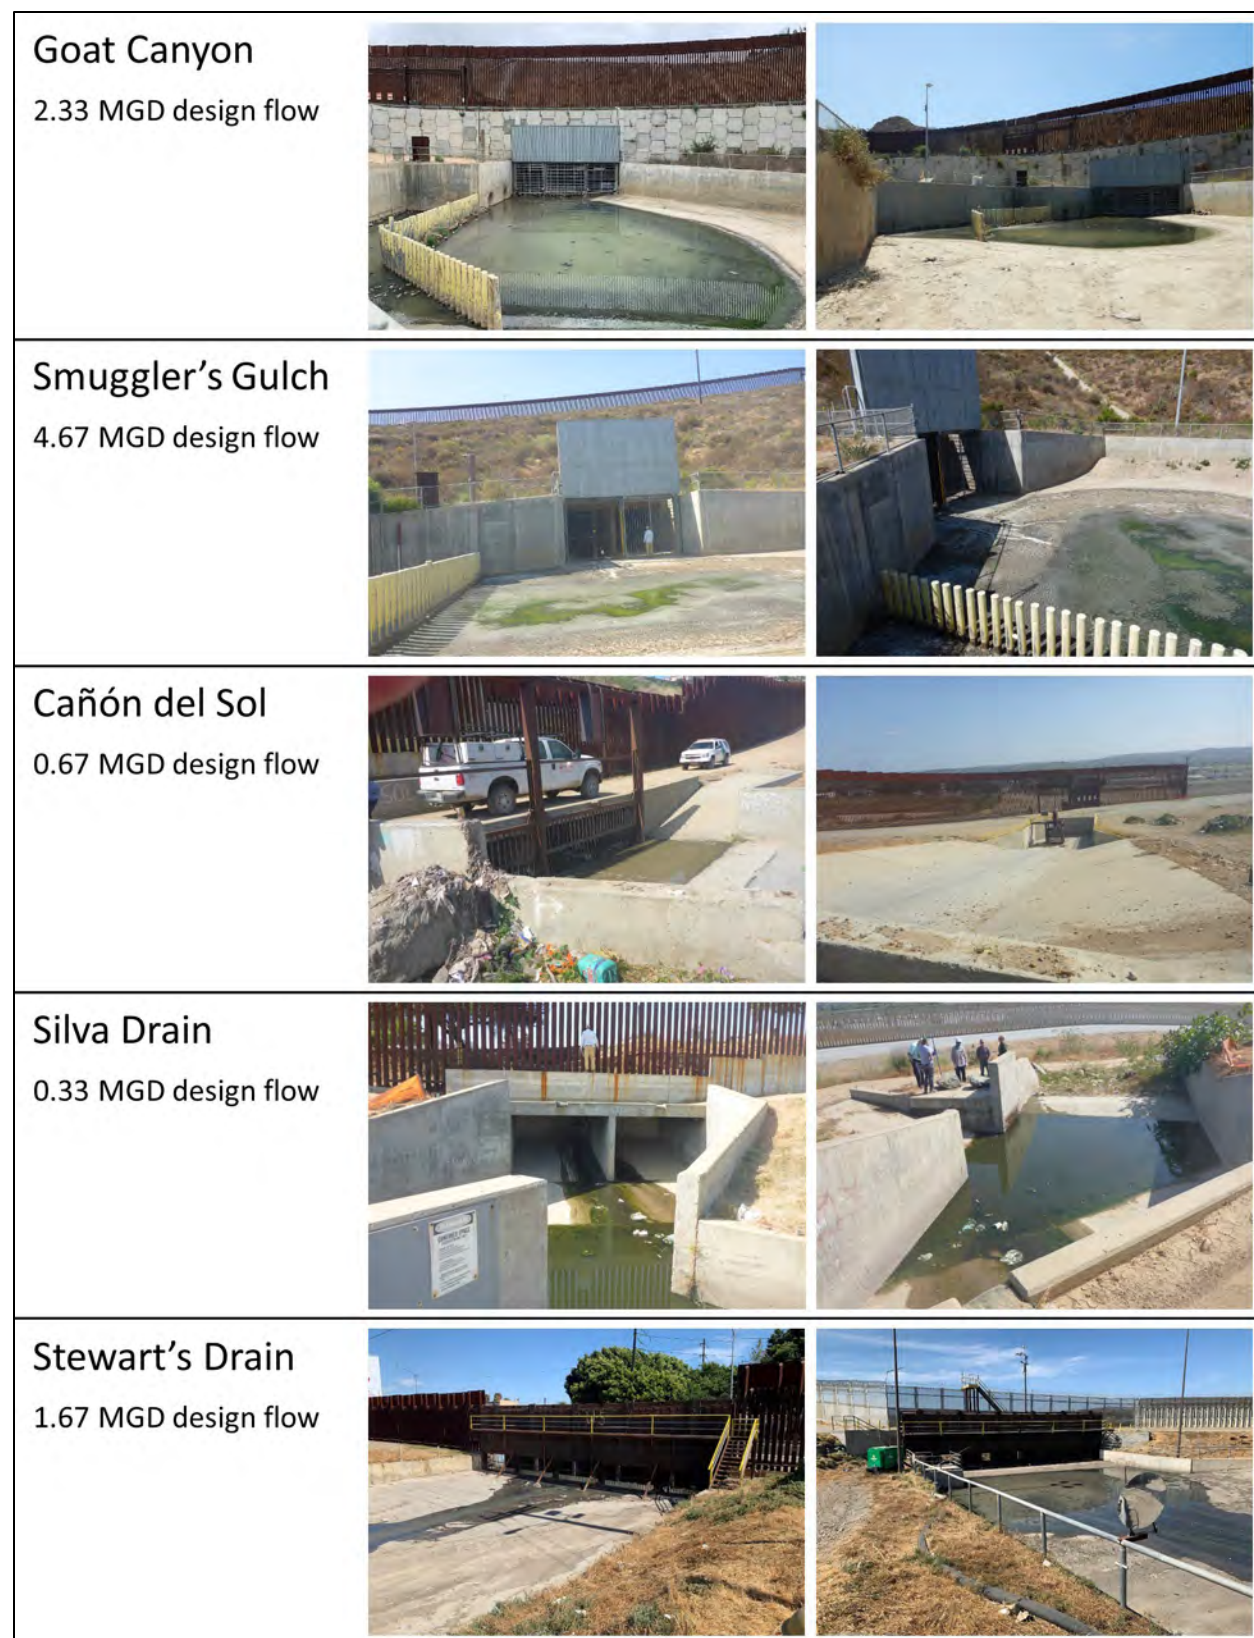 Goat Canyon
2.33 MGD design flow
Smuggler’s Gulch
4.67 MGD design flow
Cañón del Sol
0.67 MGD design flow
Silva Drain
0.33 MGD design flow
Stewart’s Drain
1.67 MGD design flow